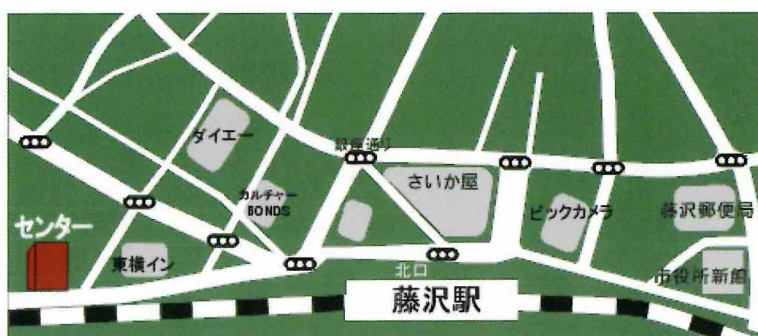 ダイエー
銀座通り
カルチャー
BONDS
さいか屋
ビックカメラ
藤沢郵便局
センター
東横イン
北口
市役所新館
藤沢駅